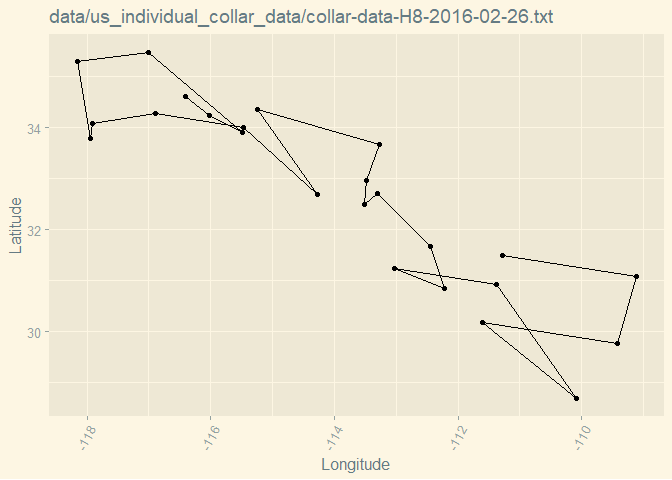 data/us_individual_collar_data/collar-data-H8-2016-02-26.txt
Latitude
34
32
30
-118
-116
-114
-112
-110
Longitude